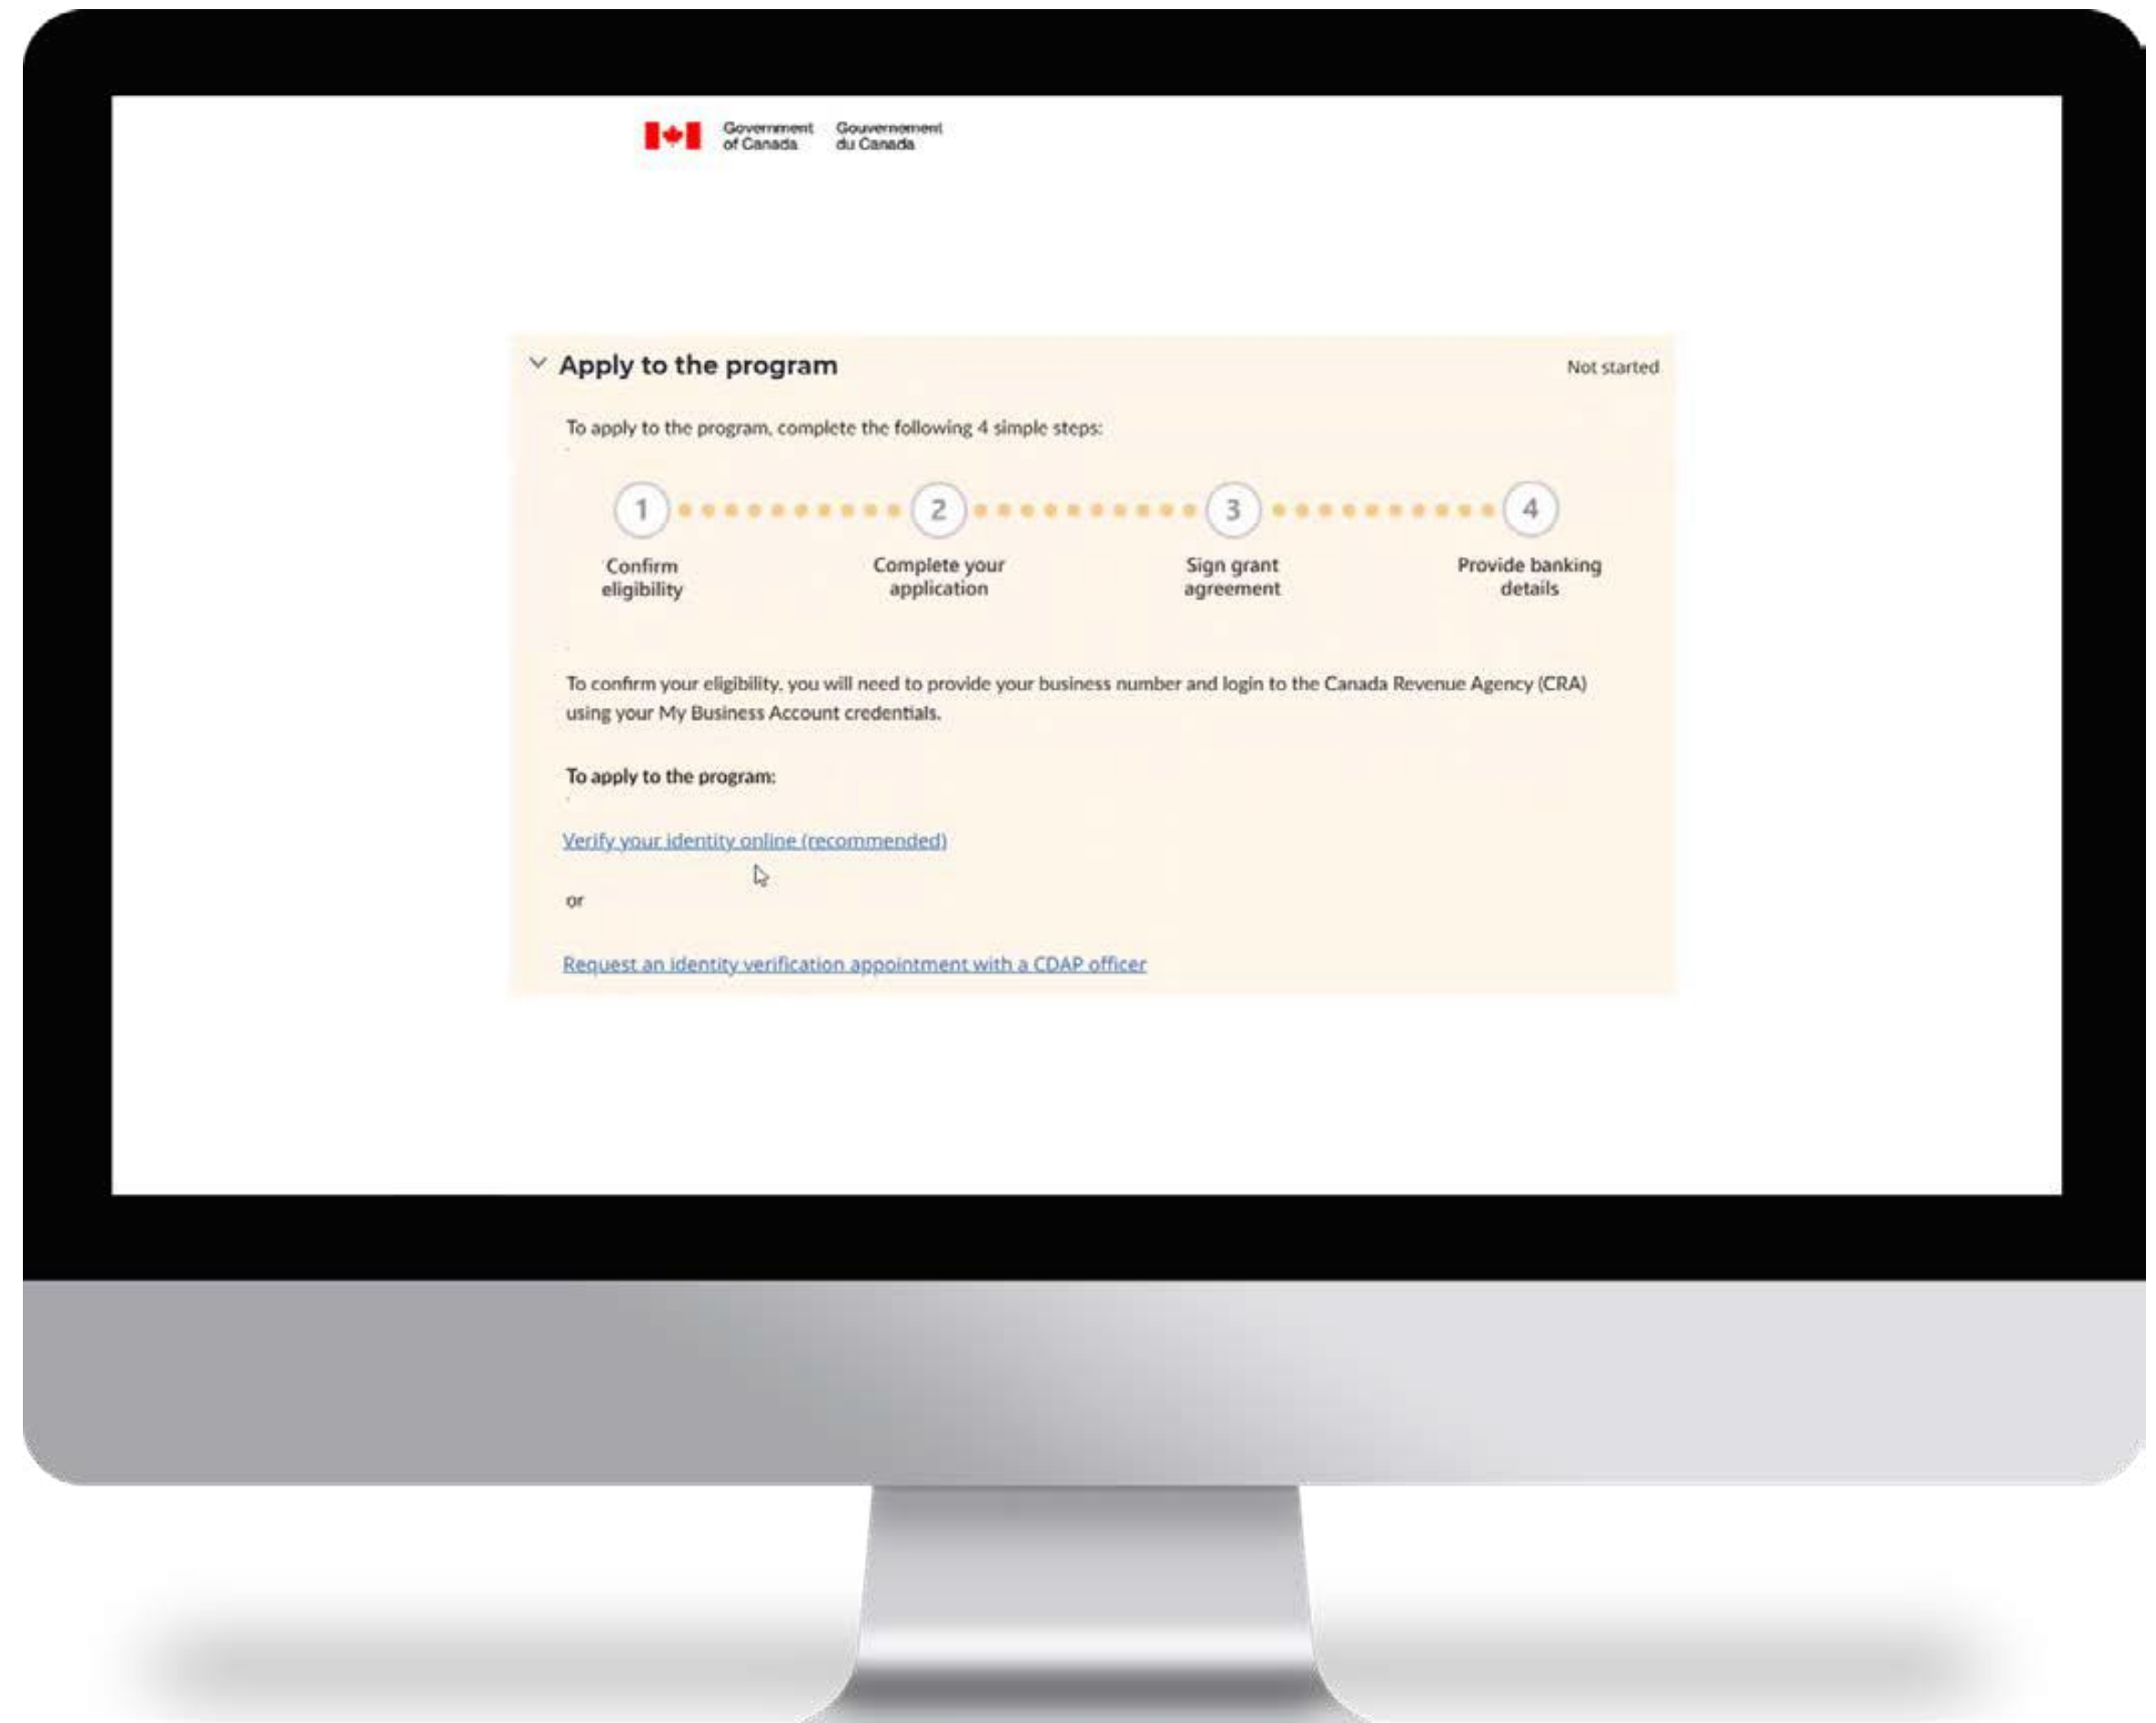 Government
of Canada
Gouvernement
du Canada
Apply to the program
Not started
To apply to the program, complete the following 4 simple steps:
1
2
3
4
Confirm
eligibility
Complete your
application
Sign grant
agreement
Provide banking
details
To confirm your eligibility, you will need to provide your business number and login to the Canada Revenue Agency (CRA)
using your My Business Account credentials.
To apply to the program:
Verify your identity online (recommended)
or
Request an identity verification appointment with a CDAP officer